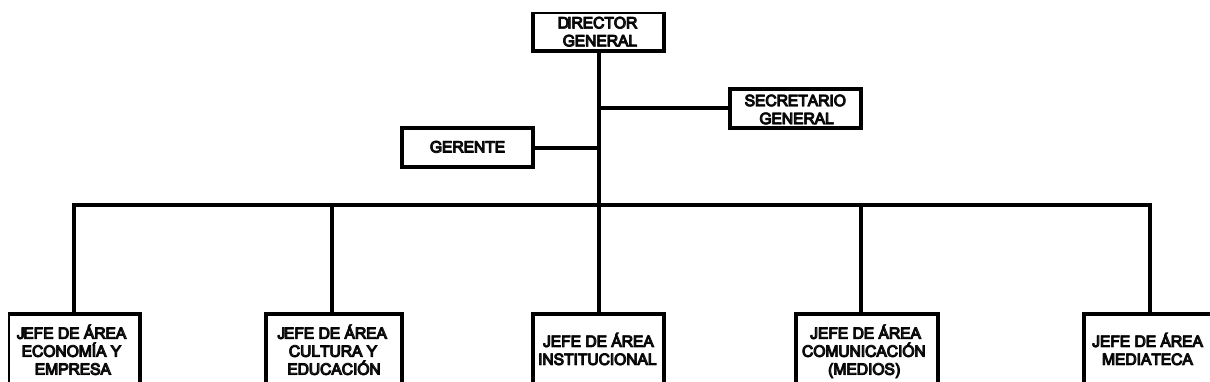 DIRECTOR
GENERAL
SECRETARIO
GENERAL
GERENTE
JEFE DE ÁREA
ECONOMÍA Y
EMPRESA
JEFE DE ÁREA
CULTURA Y
EDUCACIÓN
JEFE DE ÁREA
INSTITUCIONAL
JEFE DE ÁREA
COMUNICACIÓN
(MEDIOS)
JEFE DE ÁREA
MEDIATECA